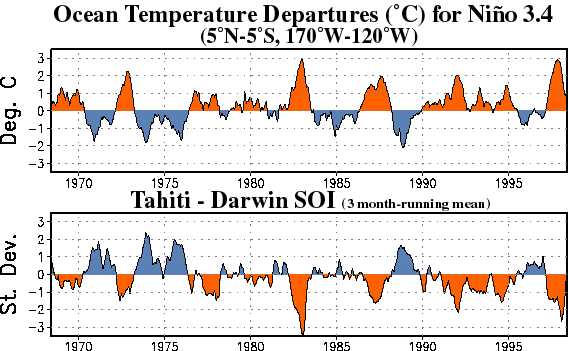 Ocean Temperature Departures (˚C) for Niño 3.4
(5˚N-5˚S, 170˚W-120˚W)
Deg. C
3
2
1
0
-1
-2
-3
1970 1975 1980 1985 1990 1995
Tahiti - Darwin SOI (3 month-running mean)
St. Dev.
3
2
1
0
-1
-2
-3
1970 1975 1980 1985 1990 1995